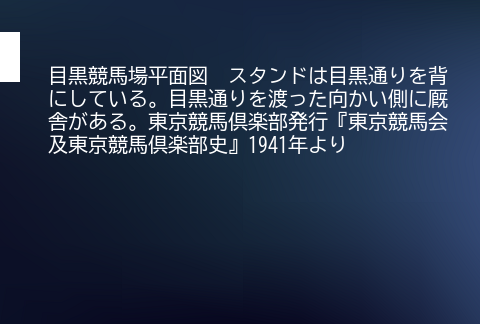 目黒競馬場平面図　スタンドは目黒通りを背
にしている。目黒通りを渡った向かい側に厩
舎がある。東京競馬倶楽部発行『東京競馬会
及東京競馬倶楽部史』1941年より